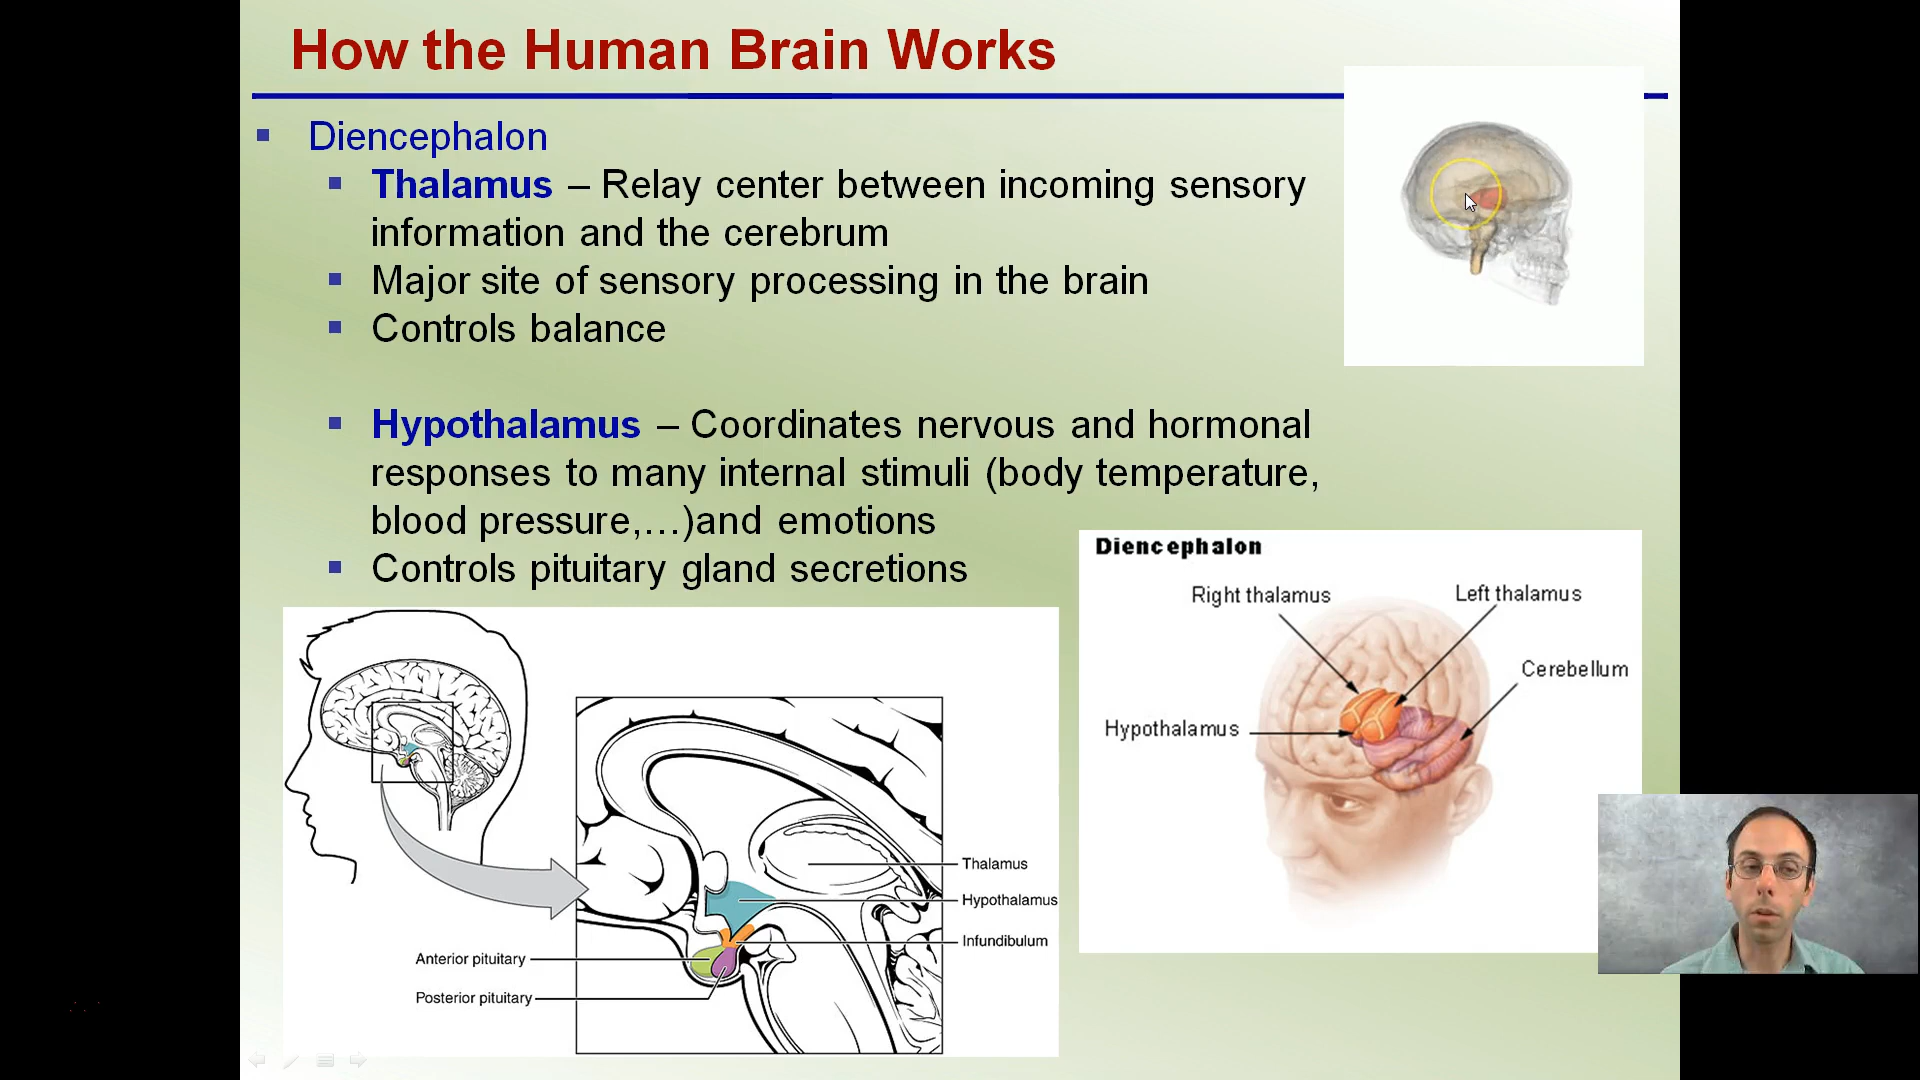 How the Human Brain Works
Diencephalon
Thalamus – Relay center between incoming sensory
information and the cerebrum
Major site of sensory processing in the brain
Controls balance
Hypothalamus – Coordinates nervous and hormonal
responses to many internal stimuli (body temperature,
blood pressure,…)and emotions
Controls pituitary gland secretions
Thalamus
Hypothalamus
Infundibulum
Anterior pituitary
Posterior pituitary
Diencephalon
Right thalamus
Left thalamus
Cerebellum
Hypothalamus